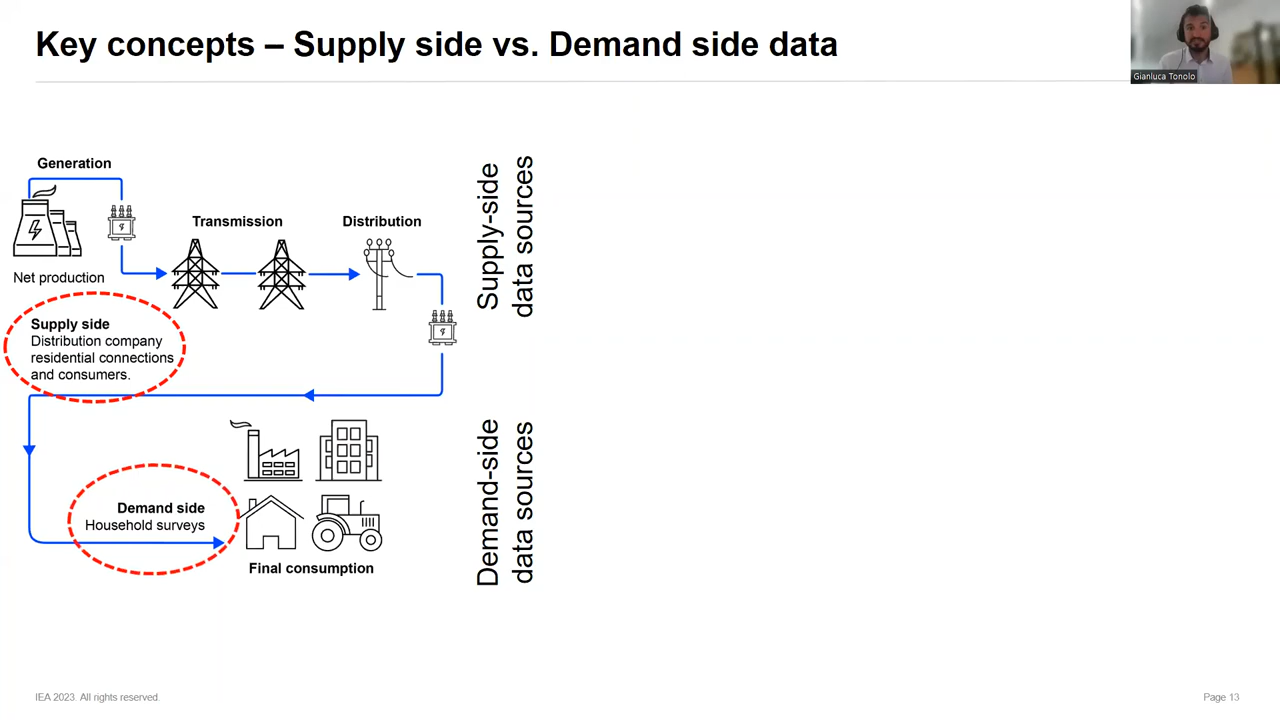 Key concepts – Supply side vs. Demand side data
Gianluca Tonolo
Generation
Transmission
Distribution
Net production
Supply side
Distribution company
residential connections
and consumers.
Supply-side
data sources
Demand side
Household surveys
Final consumption
Demand-side
data sources
IEA 2023. All rights reserved.
Page 13